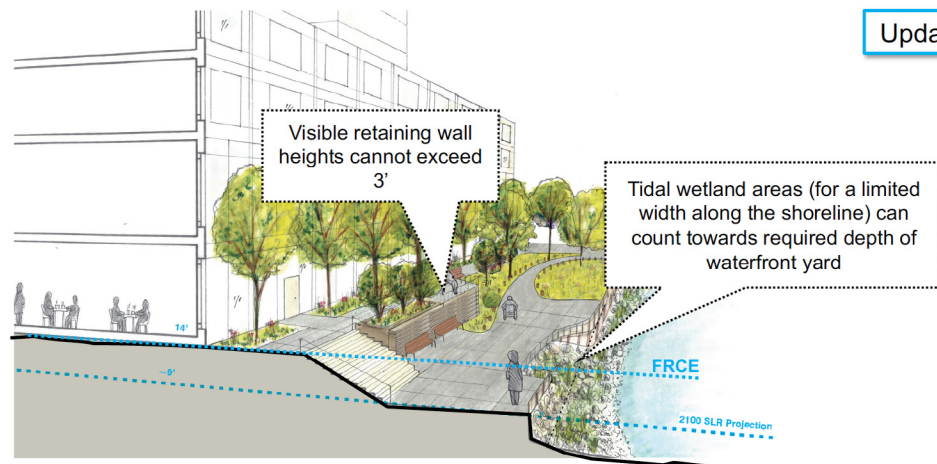 Upda
Visible retaining wall
heights cannot exceed
3’
Tidal wetland areas (for a limited
width along the shoreline) can
count towards required depth of
waterfront yard
14'
FRCE
2100 SLR Projection